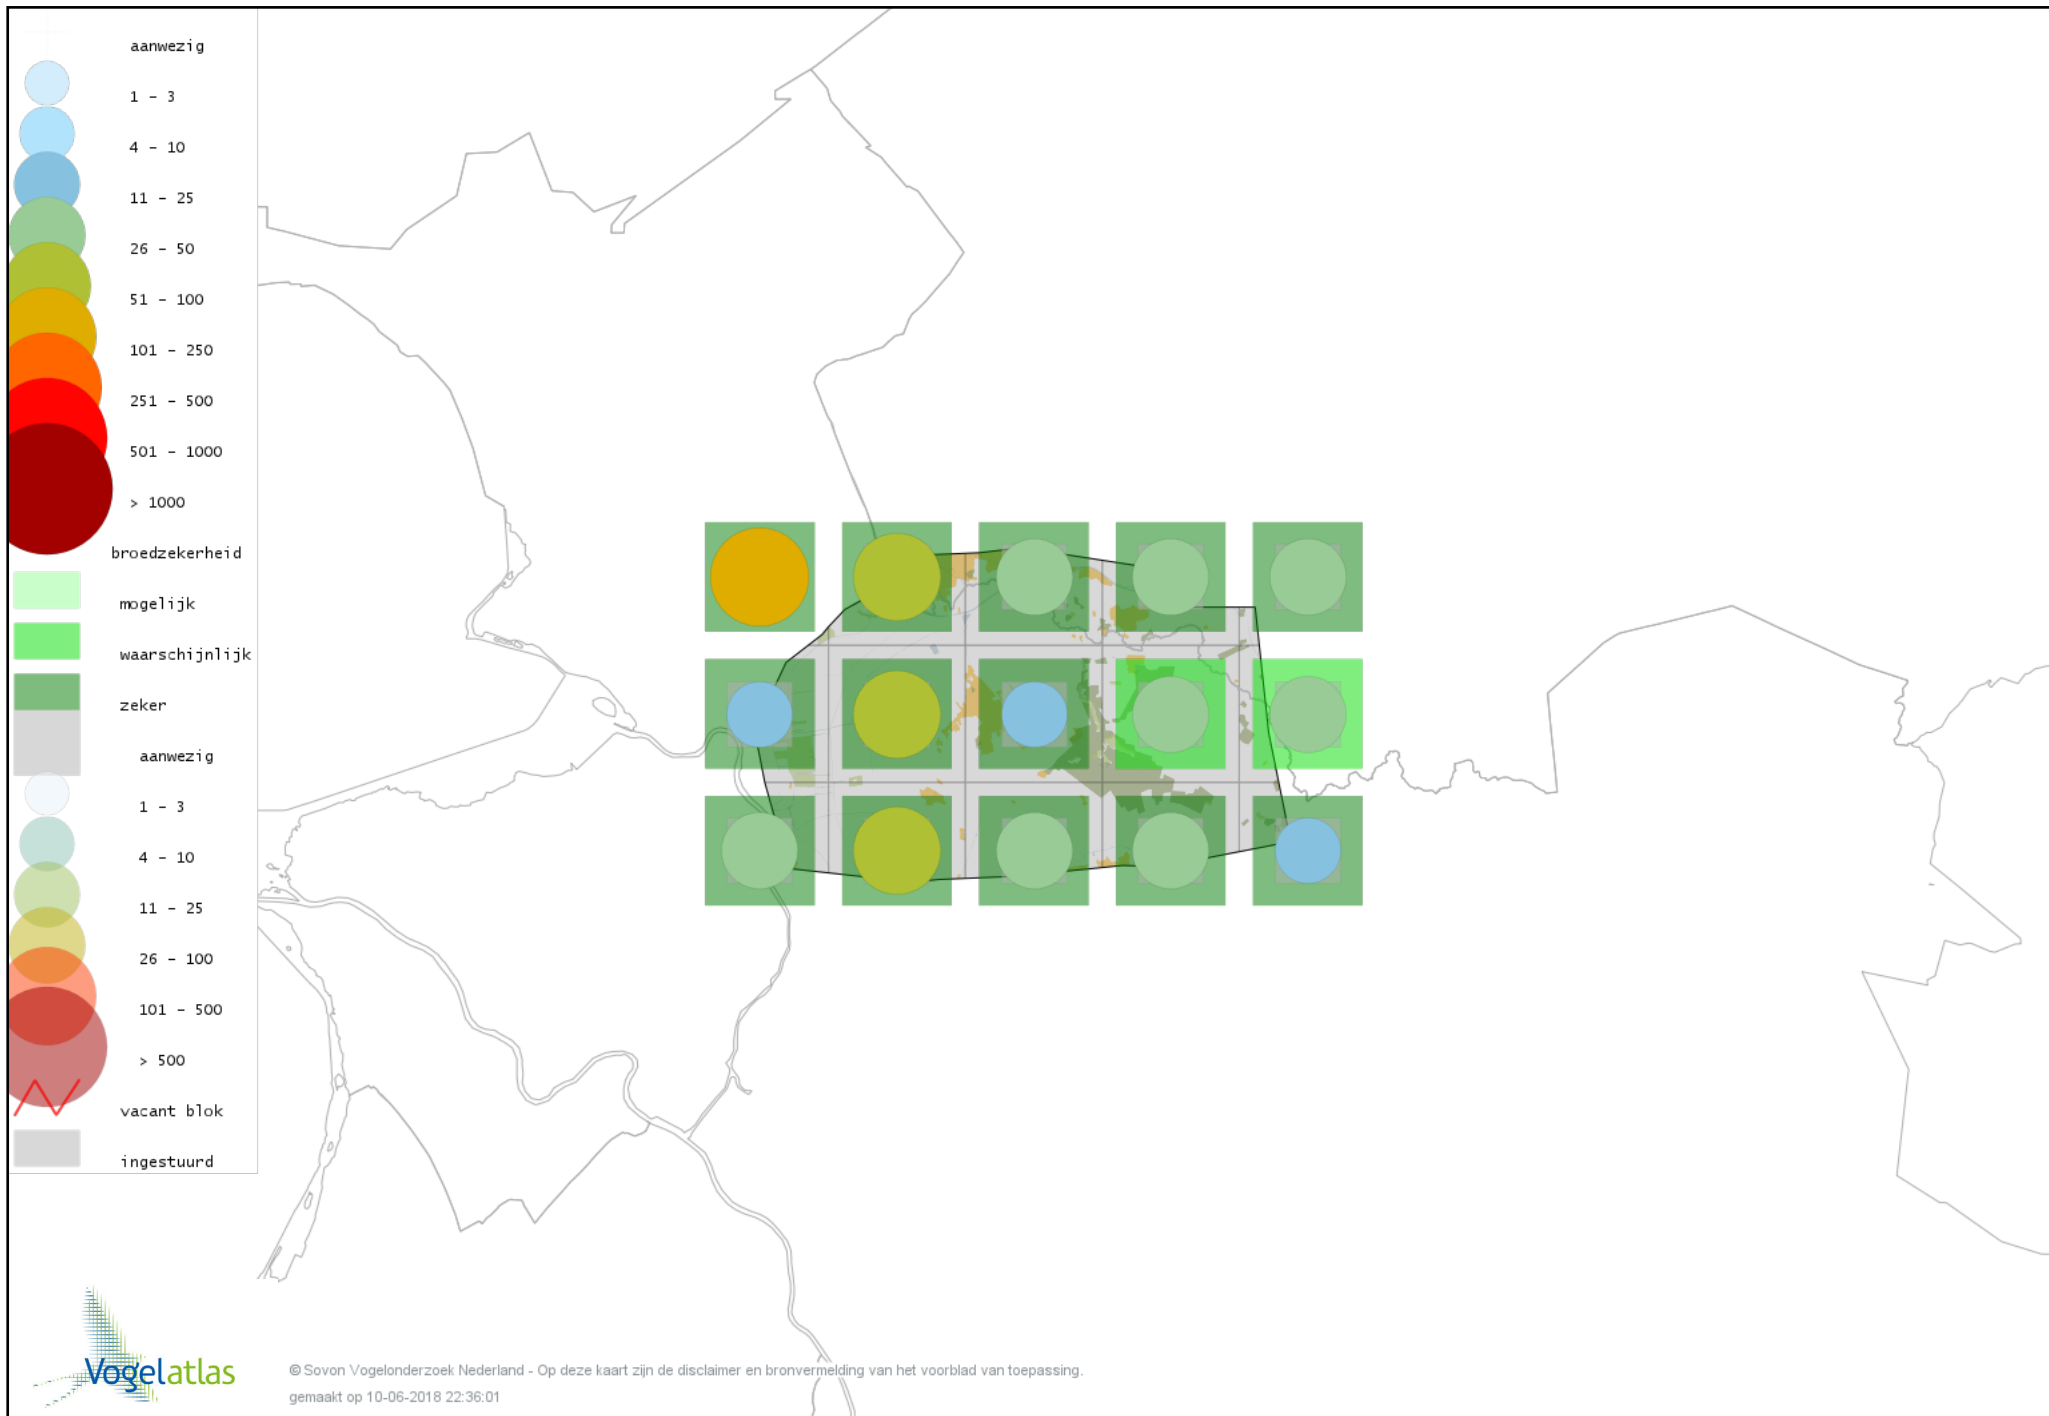 aanwezig
1 - 3
4 - 10
11 - 25
26 - 50
51 - 100
101 - 250
251 - 500
501 - 1000
> 1000
broedzekerheid
mogelijk
waarschijnlijk
zeker
aanwezig
1 - 3
4 - 10
11 - 25
26 - 100
101 - 500
> 500
vacant blok
ingestuurd
Vogelatlas
© Sovon Vogelonderzoek Nederland - Op deze kaart zijn de disclaimer en bronvermelding van het voorblad van toepassing.
gemaakt op 10-06-2018 22:36:01